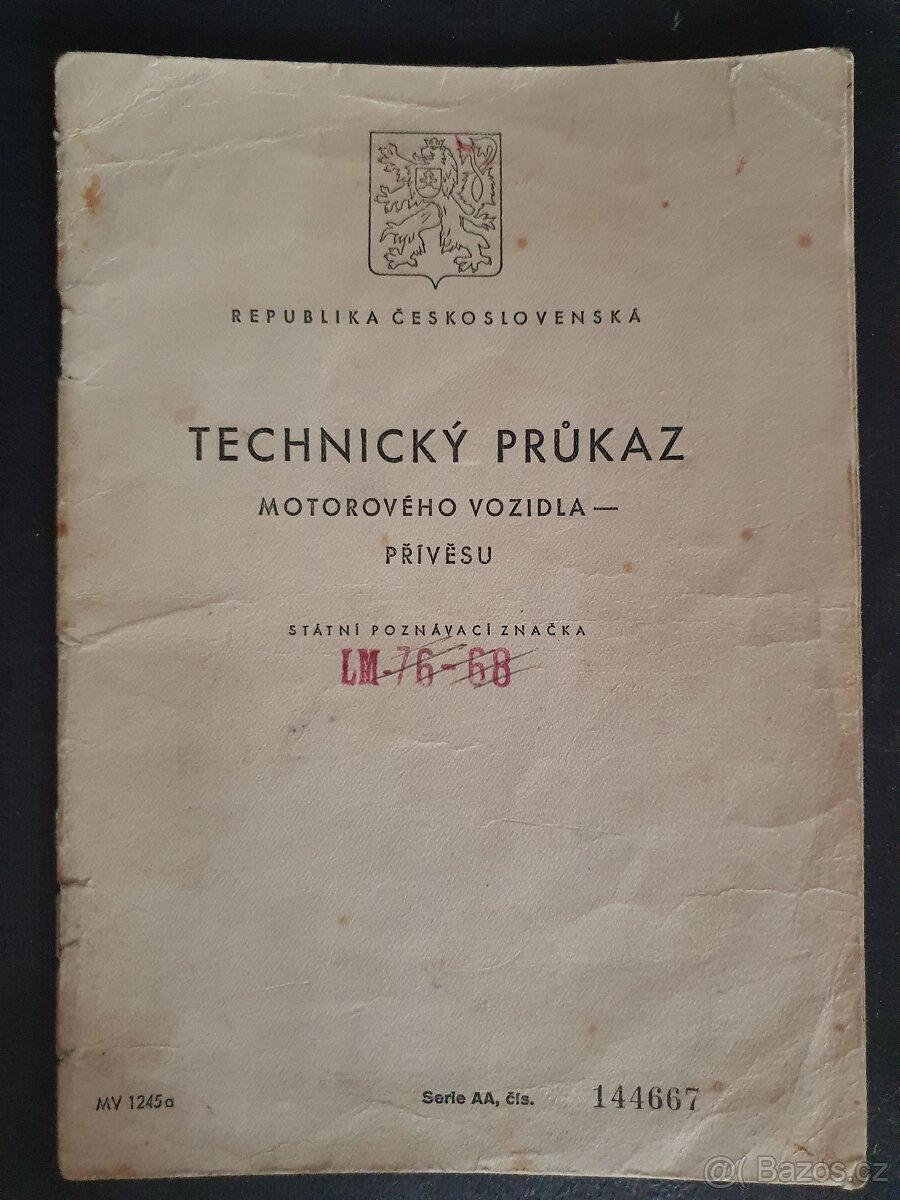 REPUBLIKA ČESKOSLOVENSKÁ
TECHNICKÝ PRŮKAZ
MOTOROVÉHO VOZIDLA —
PŘÍVĚSU
STÁTNÍ POZNÁVACÍ ZNAČKA
LM-76-68
MV 1245a
Serie AA, čís. 144667
@( Bazoš.cz